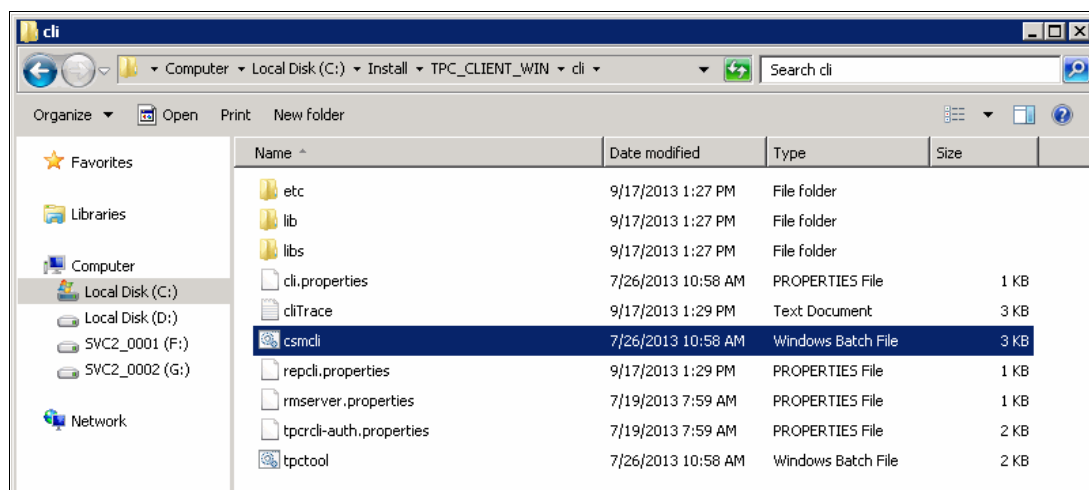 cli
Computer Local Disk (C:) Install TPC_CLIENT_WIN cli Search cli
Organize Open Print New folder
Favorites
Libraries
Computer
Local Disk (C:)
Local Disk (D:)
SVC2_0001 (F:)
SVC2_0002 (G:)
Network
Name Date modified Type Size
etc 9/17/2013 1:27 PM File folder
lib 9/17/2013 1:27 PM File folder
libs 9/17/2013 1:27 PM File folder
cli.properties 7/26/2013 10:58 AM PROPERTIES File 1 KB
cliTrace 9/17/2013 1:29 PM Text Document 3 KB
csmcli 7/26/2013 10:58 AM Windows Batch File 3 KB
repcli.properties 9/17/2013 1:29 PM PROPERTIES File 1 KB
rmserver.properties 7/19/2013 7:59 AM PROPERTIES File 1 KB
tpcrcli-auth.properties 7/19/2013 7:59 AM PROPERTIES File 2 KB
tpctool 7/26/2013 10:58 AM Windows Batch File 2 KB